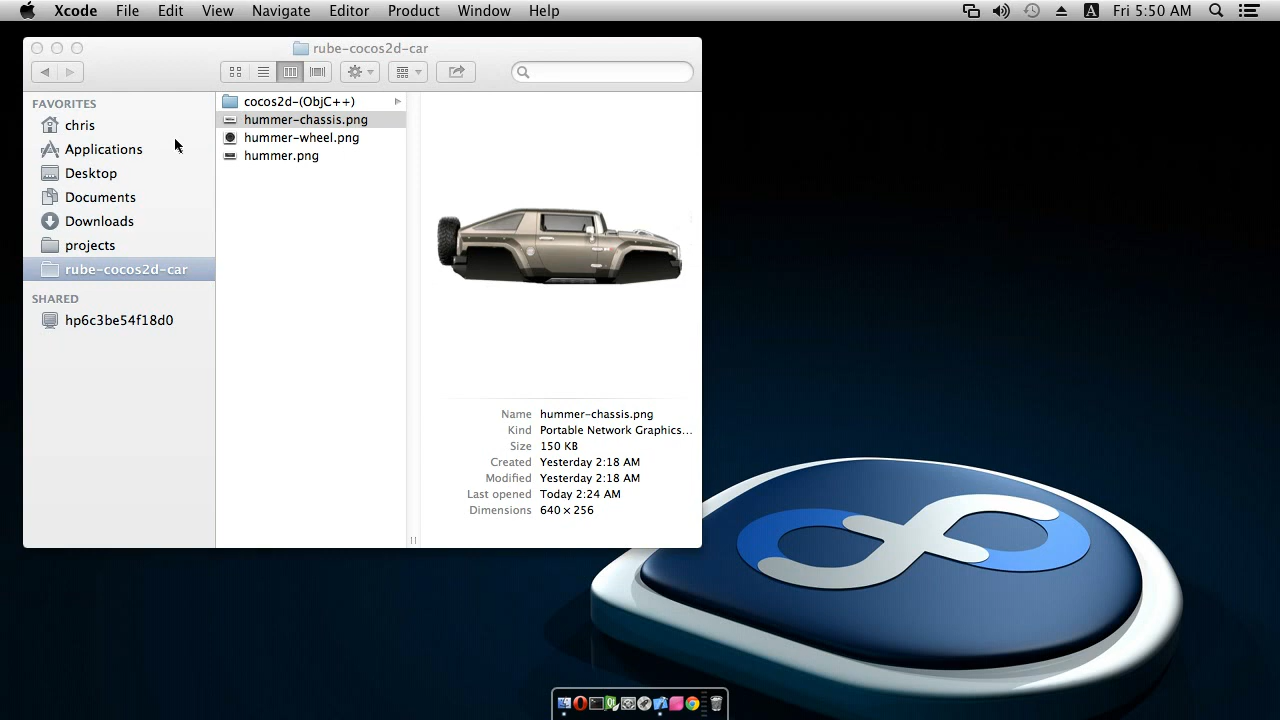 Xcode File Edit View Navigate Editor Product Window Help A Fri 5:50 AM
rube-cocos2d-car
FAVORITES
chris
Applications
Desktop
Documents
Downloads
projects
rube-cocos2d-car
SHARED
hp6c3be54f18d0
cocos2d-(ObjC++)
hummer-chassis.png
hummer-wheel.png
hummer.png
Name hummer-chassis.png
Kind Portable Network Graphics...
Size 150 KB
Created Yesterday 2:18 AM
Modified Yesterday 2:18 AM
Last opened Today 2:24 AM
Dimensions 640 × 256